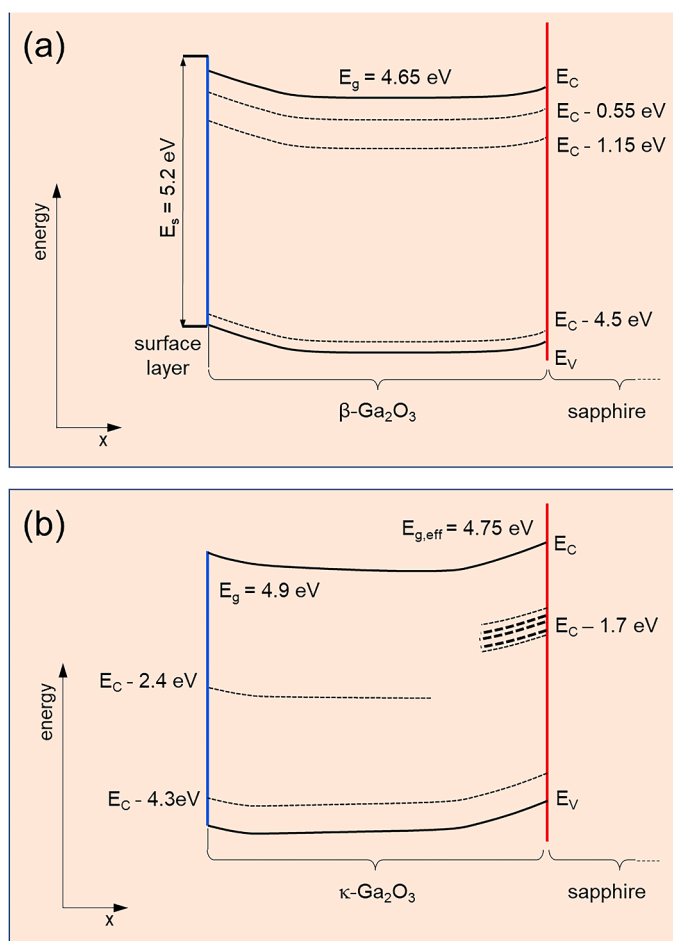 (a)
E_g = 4.65 eV
E_C
E_C - 0.55 eV
E_C - 1.15 eV
E_s = 5.2 eV
energy
E_C - 4.5 eV
surface
layer
E_V
β-Ga₂O₃
sapphire
x
(b)
E_g,eff = 4.75 eV
E_C
E_g = 4.9 eV
E_C – 1.7 eV
E_C - 2.4 eV
energy
E_C - 4.3eV
E_V
κ-Ga₂O₃
sapphire
x